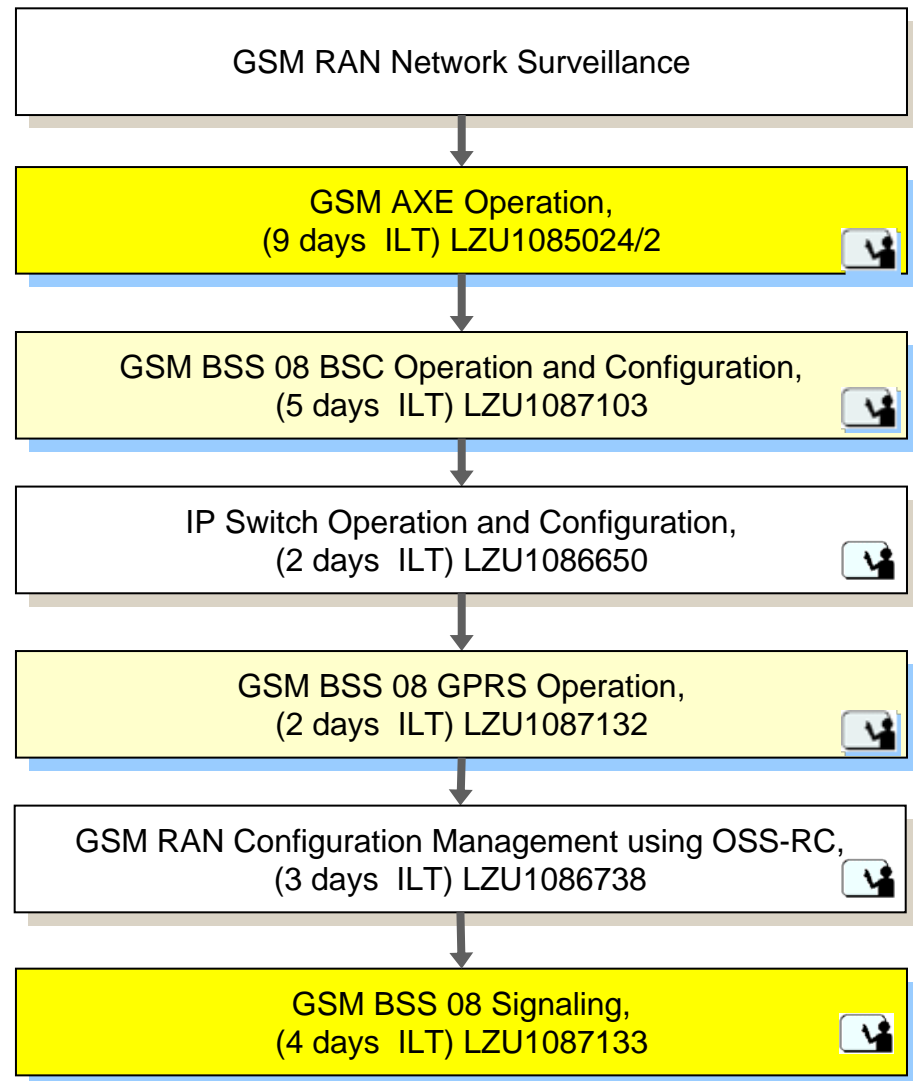 GSM RAN Network Surveillance
GSM AXE Operation,
(9 days  ILT) LZU1085024/2
GSM BSS 08 BSC Operation and Configuration,
(5 days  ILT) LZU1087103
IP Switch Operation and Configuration,
(2 days  ILT) LZU1086650
GSM BSS 08 GPRS Operation,
(2 days  ILT) LZU1087132
GSM RAN Configuration Management using OSS-RC,
(3 days  ILT) LZU1086738
GSM BSS 08 Signaling,
(4 days  ILT) LZU1087133